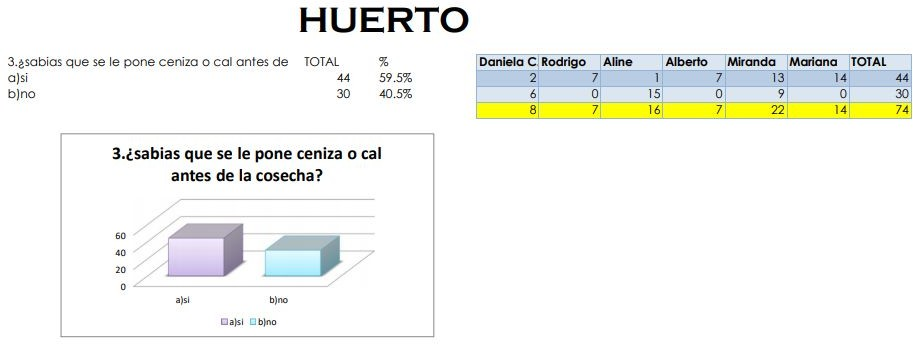 HUERTO
3.¿sabias que se le pone ceniza o cal antes de TOTAL %
a)si 44 59.5%
b)no 30 40.5%
Daniela C Rodrigo Aline Alberto Miranda Mariana TOTAL
2 7 1 7 13 14 44
6 0 15 0 9 0 30
8 7 16 7 22 14 74
3.¿sabias que se le pone ceniza o cal
antes de la cosecha?
60
40
20
0
a)si b)no
a)si b)no